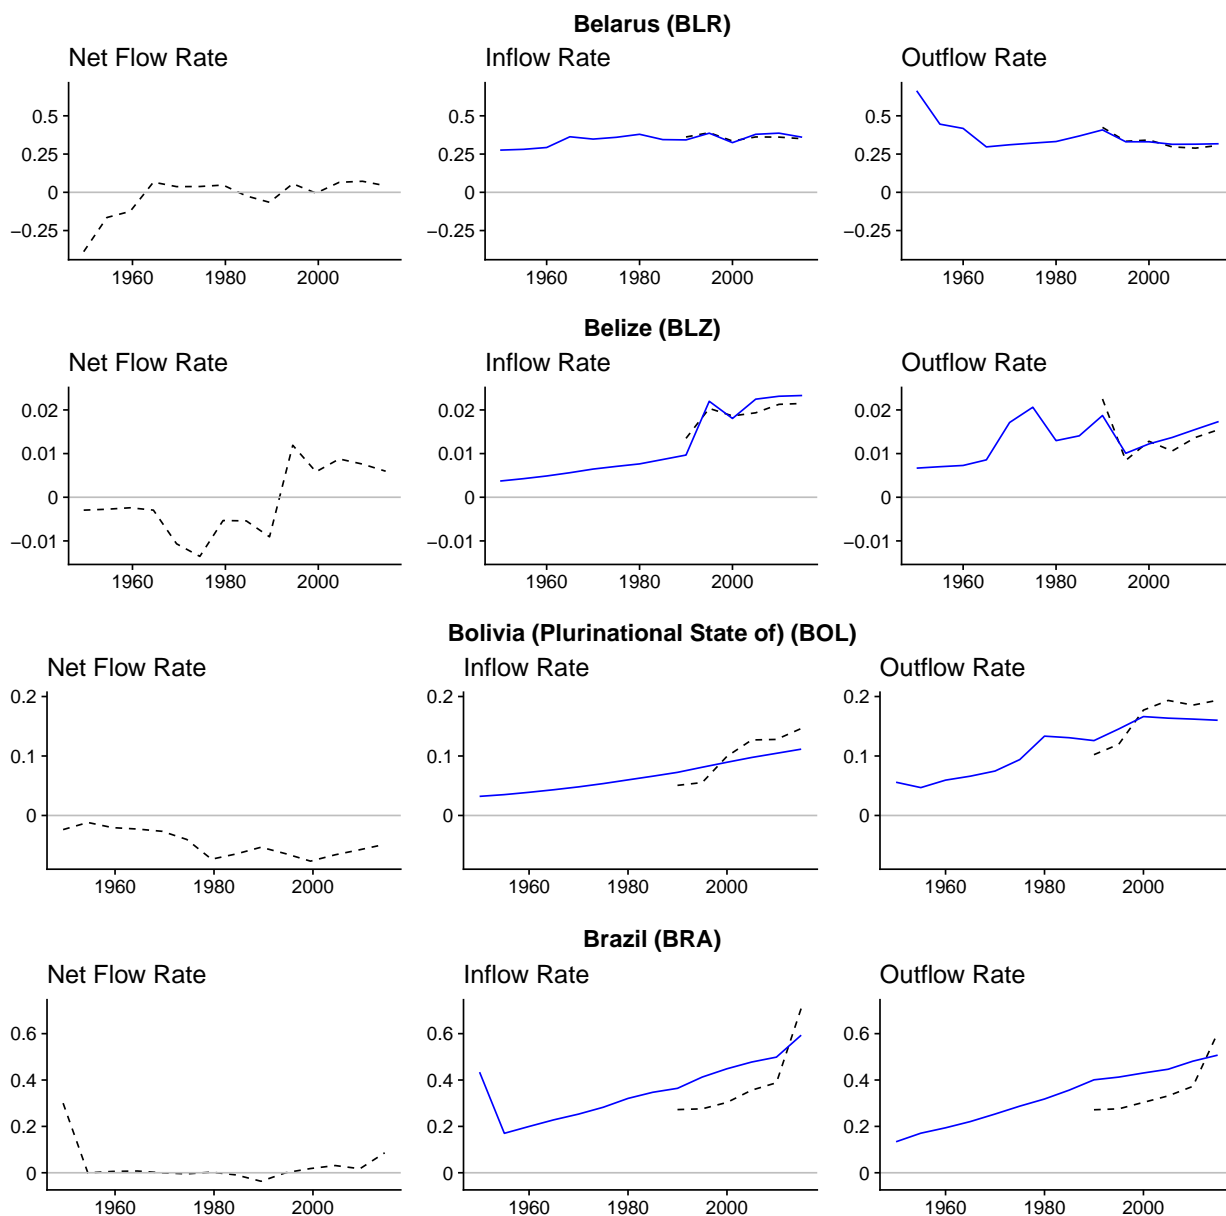 Belarus (BLR)
Net Flow Rate
Inflow Rate
Outflow Rate
0.5
0.25
0
−0.25
1960 1980 2000
0.5
0.25
0
−0.25
1960 1980 2000
0.5
0.25
0
−0.25
1960 1980 2000
Belize (BLZ)
Net Flow Rate
Inflow Rate
Outflow Rate
0.02
0.01
0
−0.01
1960 1980 2000
0.02
0.01
0
−0.01
1960 1980 2000
0.02
0.01
0
−0.01
1960 1980 2000
Bolivia (Plurinational State of) (BOL)
Net Flow Rate
Inflow Rate
Outflow Rate
0.2
0.1
0
1960 1980 2000
0.2
0.1
0
1960 1980 2000
0.2
0.1
0
1960 1980 2000
Brazil (BRA)
Net Flow Rate
Inflow Rate
Outflow Rate
0.6
0.4
0.2
0
1960 1980 2000
0.6
0.4
0.2
0
1960 1980 2000
0.6
0.4
0.2
0
1960 1980 2000